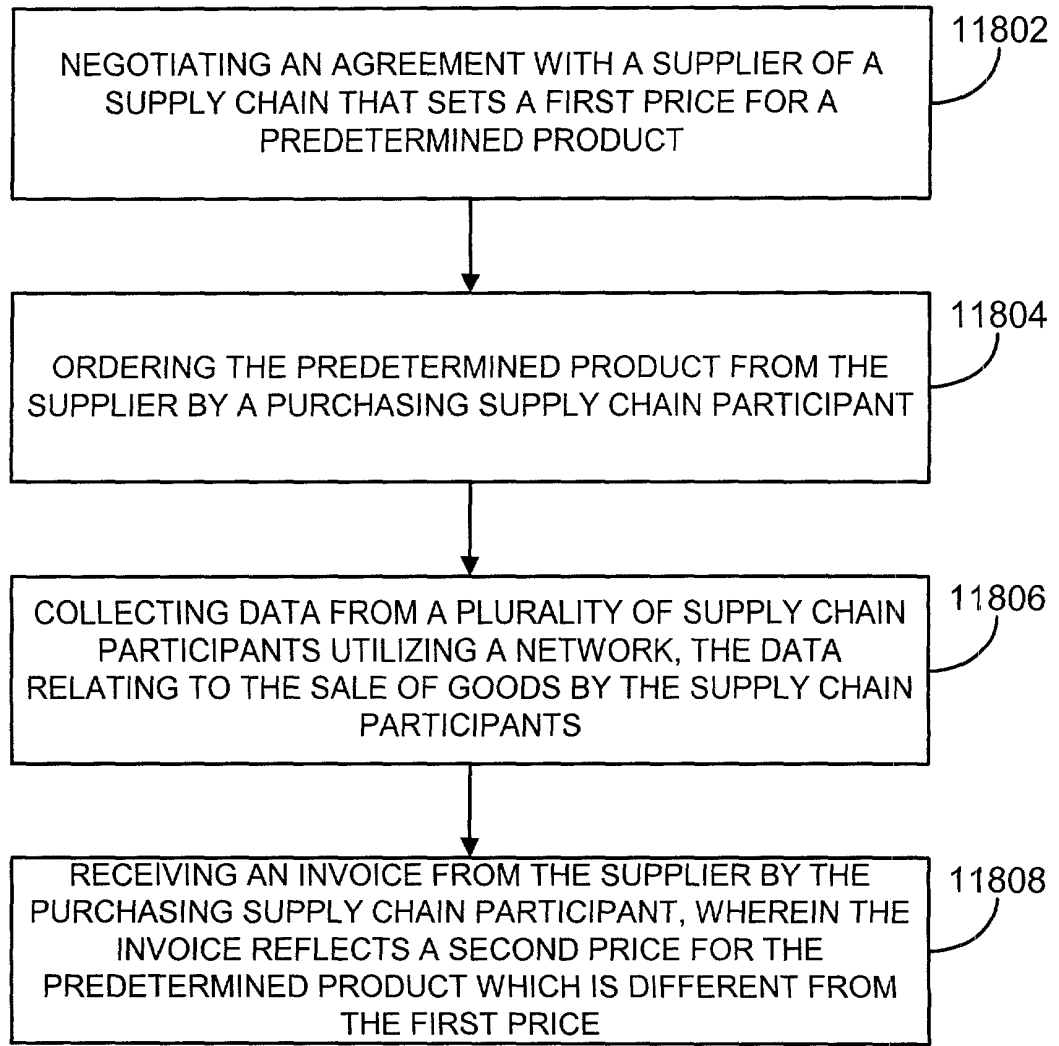 11802
NEGOTIATING AN AGREEMENT WITH A SUPPLIER OF A
SUPPLY CHAIN THAT SETS A FIRST PRICE FOR A
PREDETERMINED PRODUCT
11804
ORDERING THE PREDETERMINED PRODUCT FROM THE
SUPPLIER BY A PURCHASING SUPPLY CHAIN PARTICIPANT
11806
COLLECTING DATA FROM A PLURALITY OF SUPPLY CHAIN
PARTICIPANTS UTILIZING A NETWORK, THE DATA
RELATING TO THE SALE OF GOODS BY THE SUPPLY CHAIN
PARTICIPANTS
11808
RECEIVING AN INVOICE FROM THE SUPPLIER BY THE
PURCHASING SUPPLY CHAIN PARTICIPANT, WHEREIN THE
INVOICE REFLECTS A SECOND PRICE FOR THE
PREDETERMINED PRODUCT WHICH IS DIFFERENT FROM
THE FIRST PRICE